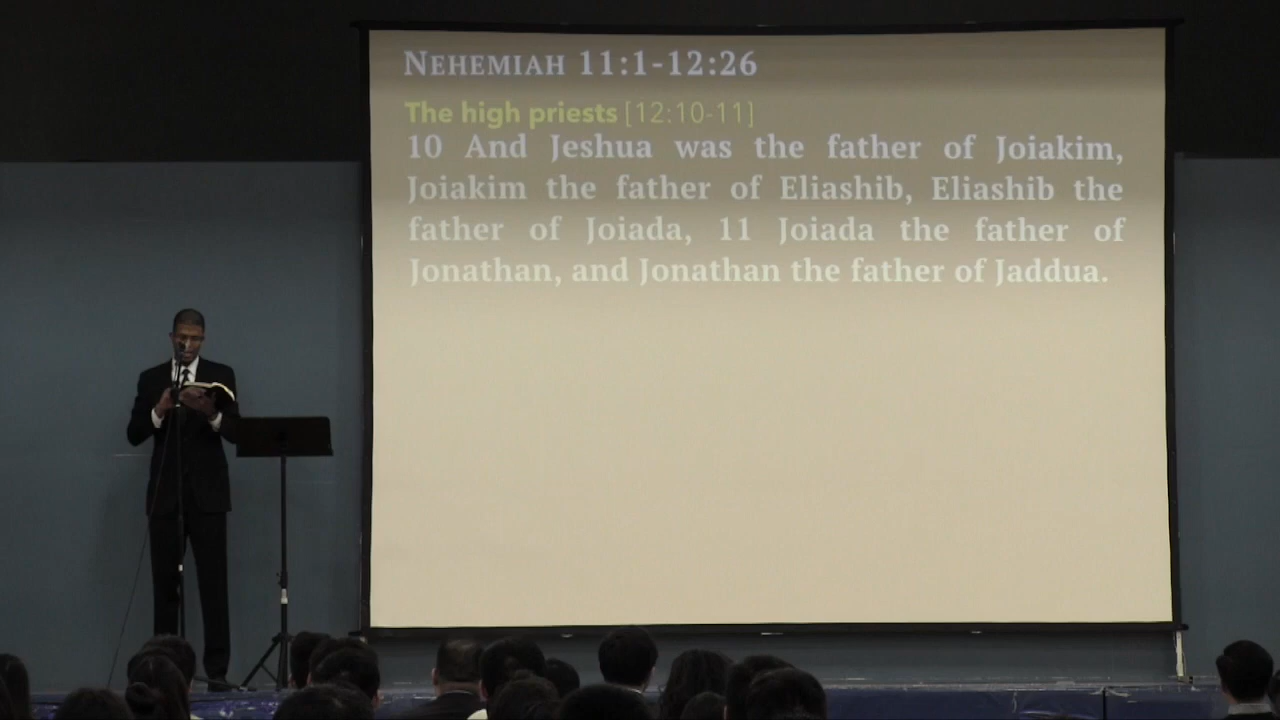 NEHEMIAH 11:1-12:26
The high priests [12:10-11]
10 And Jeshua was the father of Joiakim,
Joiakim the father of Eliashib, Eliashib the
father of Joiada, 11 Joiada the father of
Jonathan, and Jonathan the father of Jaddua.